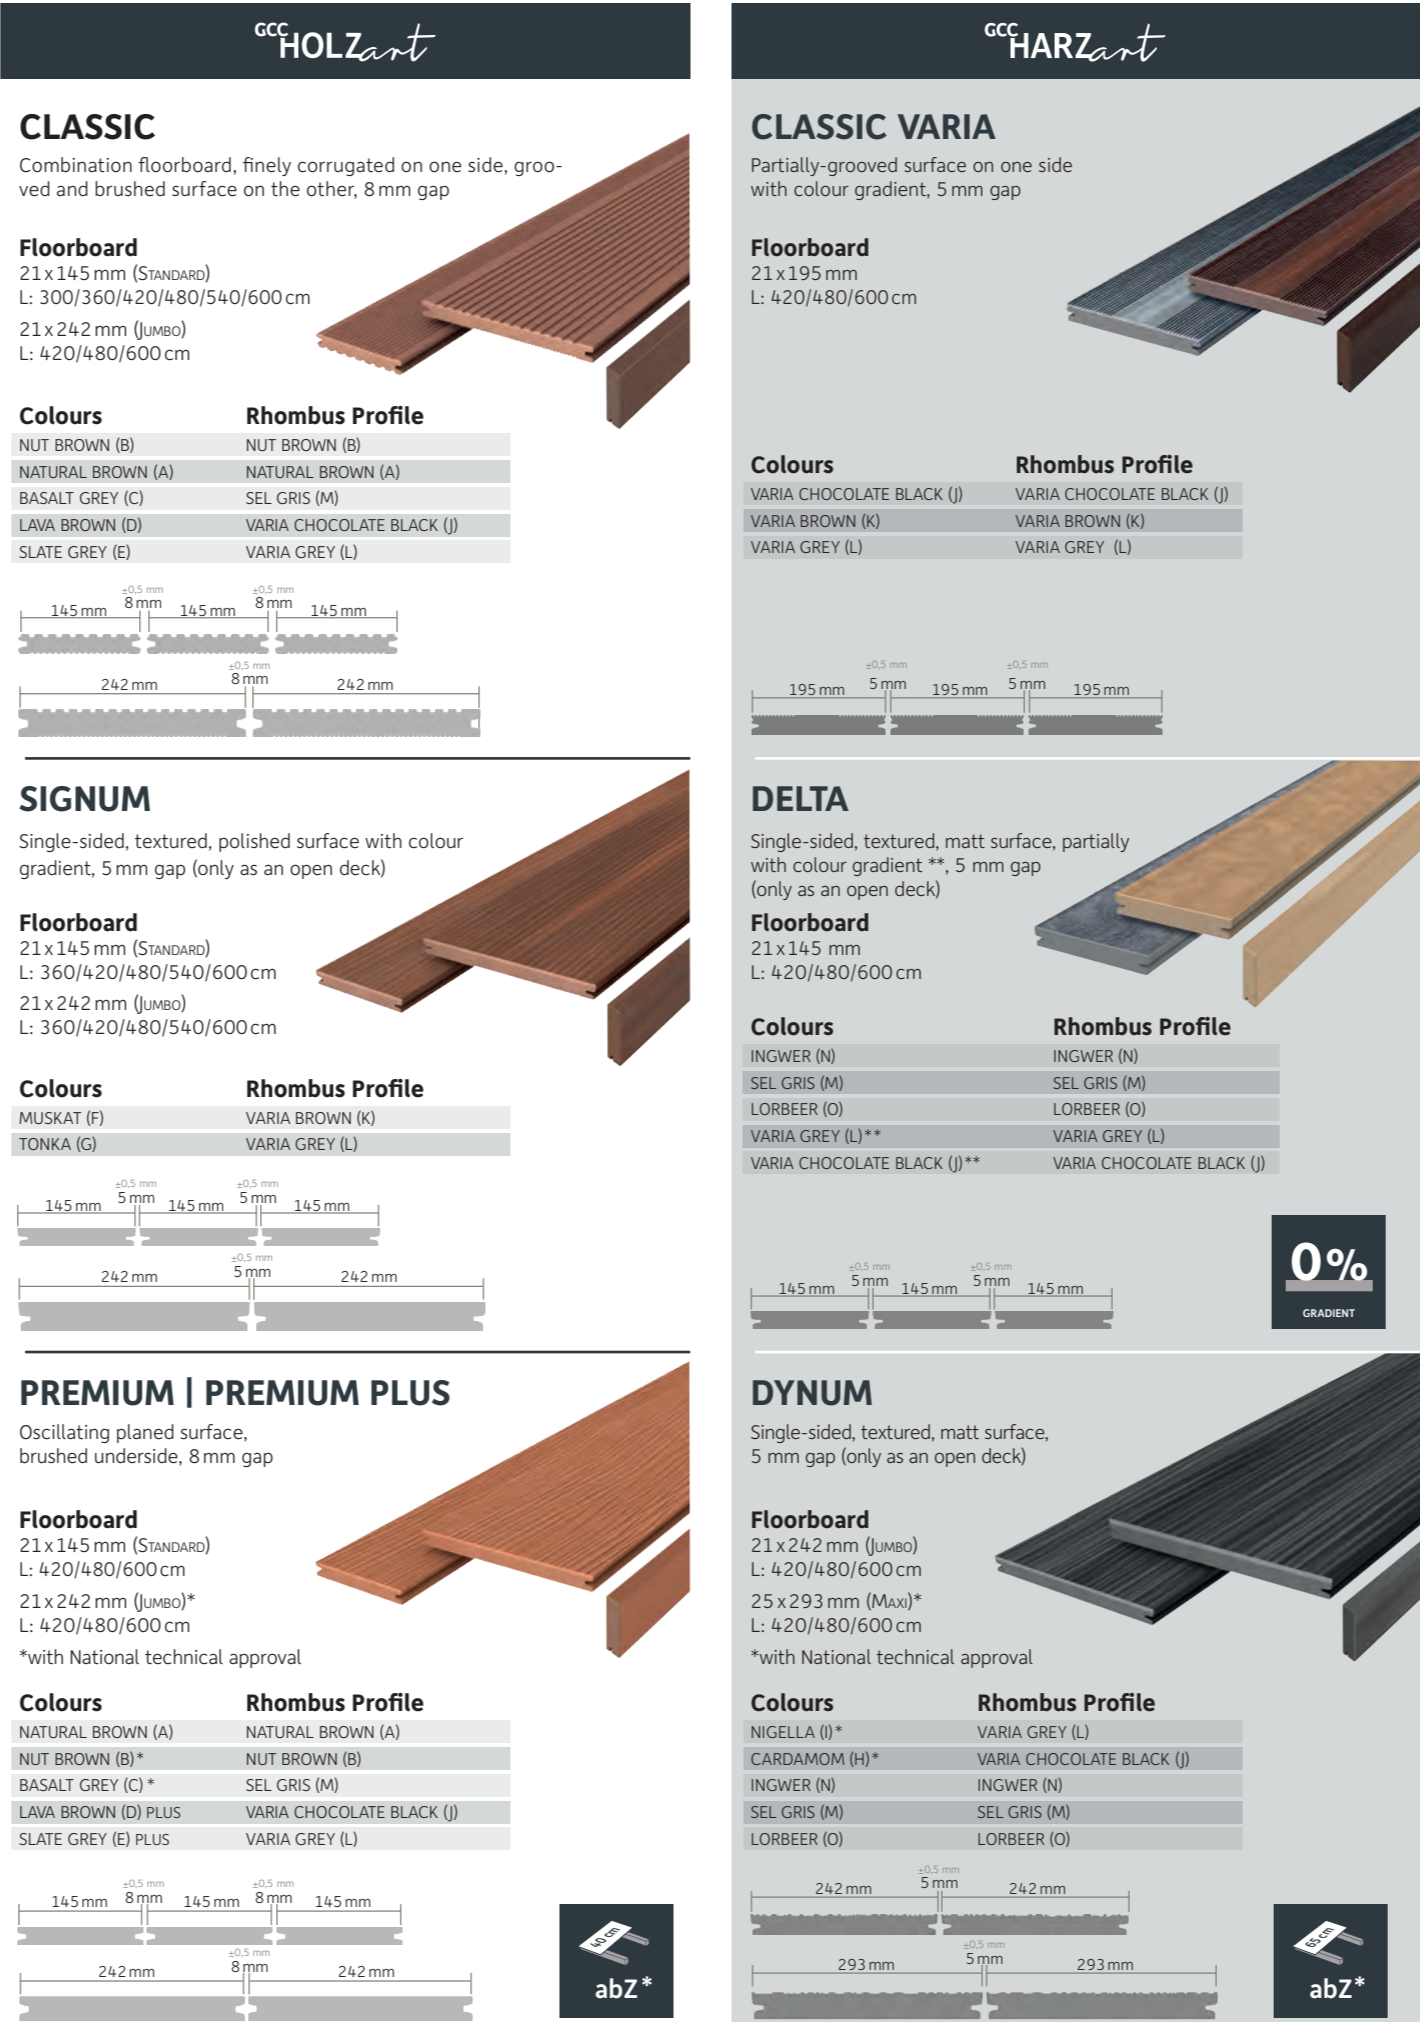 GCC HOLZart
CLASSIC
Combination floorboard, finely corrugated on one side, groo-
ved and brushed surface on the other, 8 mm gap
Floorboard
21 x 145 mm (STANDARD)
L: 300/360/420/480/540/600 cm
21 x 242 mm (JUMBO)
L: 420/480/600 cm
Colours Rhombus Profile
NUT BROWN (B) NUT BROWN (B)
NATURAL BROWN (A) NATURAL BROWN (A)
BASALT GREY (C) SEL GRIS (M)
LAVA BROWN (D) VARIA CHOCOLATE BLACK (J)
SLATE GREY (E) VARIA GREY (L)
±0,5 mm ±0,5 mm
145 mm 8 mm 145 mm 8 mm 145 mm
±0,5 mm
242 mm 8 mm 242 mm
SIGNUM
Single-sided, textured, polished surface with colour
gradient, 5 mm gap (only as an open deck)
Floorboard
21 x 145 mm (STANDARD)
L: 360/420/480/540/600 cm
21 x 242 mm (JUMBO)
L: 360/420/480/540/600 cm
Colours Rhombus Profile
MUSKAT (F) VARIA BROWN (K)
TONKA (G) VARIA GREY (L)
±0,5 mm ±0,5 mm
145 mm 5 mm 145 mm 5 mm 145 mm
±0,5 mm
242 mm 5 mm 242 mm
PREMIUM | PREMIUM PLUS
Oscillating planed surface,
brushed underside, 8 mm gap
Floorboard
21 x 145 mm (STANDARD)
L: 420/480/600 cm
21 x 242 mm (JUMBO)*
L: 420/480/600 cm
*with National technical approval
Colours Rhombus Profile
NATURAL BROWN (A) NATURAL BROWN (A)
NUT BROWN (B)* NUT BROWN (B)
BASALT GREY (C) * SEL GRIS (M)
LAVA BROWN (D) PLUS VARIA CHOCOLATE BLACK (J)
SLATE GREY (E) PLUS VARIA GREY (L)
±0,5 mm ±0,5 mm
145 mm 8 mm 145 mm 8 mm 145 mm
±0,5 mm
242 mm 8 mm 242 mm
40 cm
abZ*
GCC HARZart
CLASSIC VARIA
Partially-grooved surface on one side
with colour gradient, 5 mm gap
Floorboard
21 x 195 mm
L: 420/480/600 cm
Colours Rhombus Profile
VARIA CHOCOLATE BLACK (J) VARIA CHOCOLATE BLACK (J)
VARIA BROWN (K) VARIA BROWN (K)
VARIA GREY (L) VARIA GREY (L)
±0,5 mm ±0,5 mm
195 mm 5 mm 195 mm 5 mm 195 mm
DELTA
Single-sided, textured, matt surface, partially
with colour gradient **, 5 mm gap
(only as an open deck)
Floorboard
21 x 145 mm
L: 420/480/600 cm
Colours Rhombus Profile
INGWER (N) INGWER (N)
SEL GRIS (M) SEL GRIS (M)
LORBEER (O) LORBEER (O)
VARIA GREY (L)** VARIA GREY (L)
VARIA CHOCOLATE BLACK (J)** VARIA CHOCOLATE BLACK (J)
±0,5 mm ±0,5 mm
145 mm 5 mm 145 mm 5 mm 145 mm
0%
GRADIENT
DYNUM
Single-sided, textured, matt surface,
5 mm gap (only as an open deck)
Floorboard
21 x 242 mm (JUMBO)
L: 420/480/600 cm
25 x 293 mm (MAXI)*
L: 420/480/600 cm
*with National technical approval
Colours Rhombus Profile
NIGELLA (I)* VARIA GREY (L)
CARDAMOM (H)* VARIA CHOCOLATE BLACK (J)
INGWER (N) INGWER (N)
SEL GRIS (M) SEL GRIS (M)
LORBEER (O) LORBEER (O)
±0,5 mm
242 mm 5 mm 242 mm
±0,5 mm
293 mm 5 mm 293 mm
65 cm
abZ*